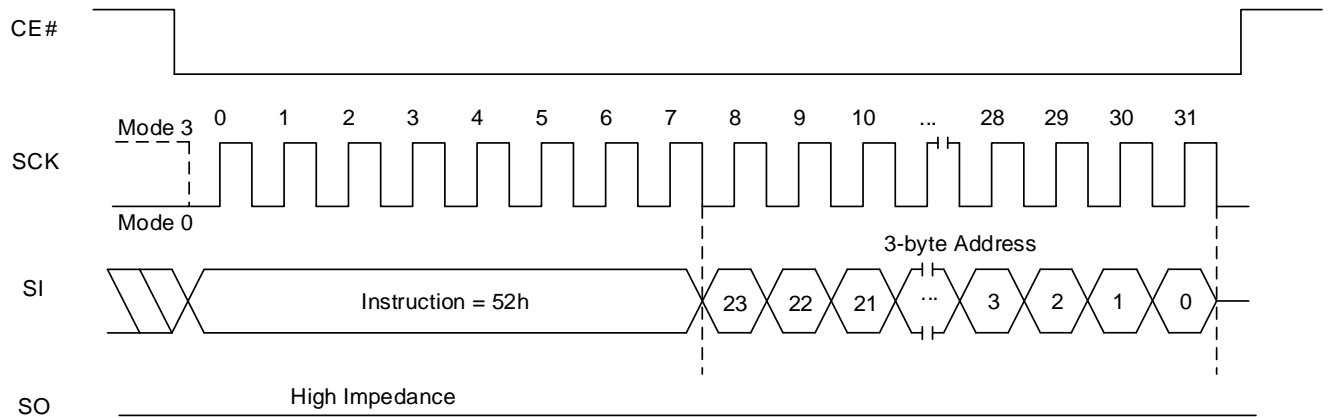 CE#
0 1 2 3 4 5 6 7 8 9 10 ... 28 29 30 31
Mode 3
SCK
Mode 0
3-byte Address
SI
Instruction = 52h
23 22 21 ... 3 2 1 0
High Impedance
SO